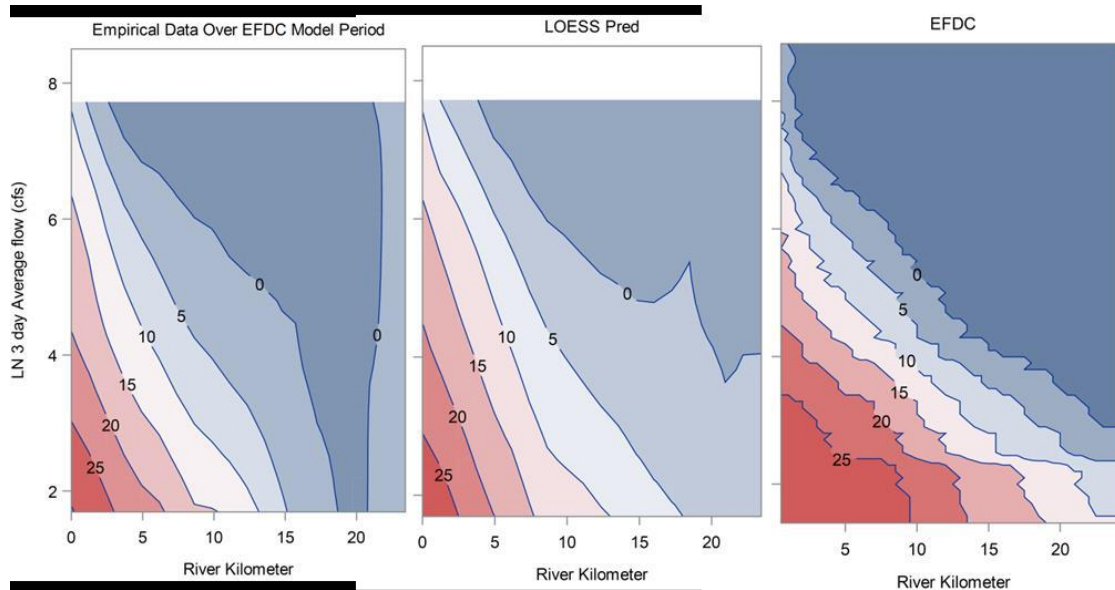 Empirical Data Over EFDC Model Period
LOESS Pred
EFDC
LN 3 day Average flow (cfs)
8
6
4
2
0
0
5
10
15
20
25
0 5 10 15 20
River Kilometer
0
5
10
15
20
25
0 5 10 15 20
River Kilometer
0
5
10
15
20
25
5 10 15 20
River Kilometer